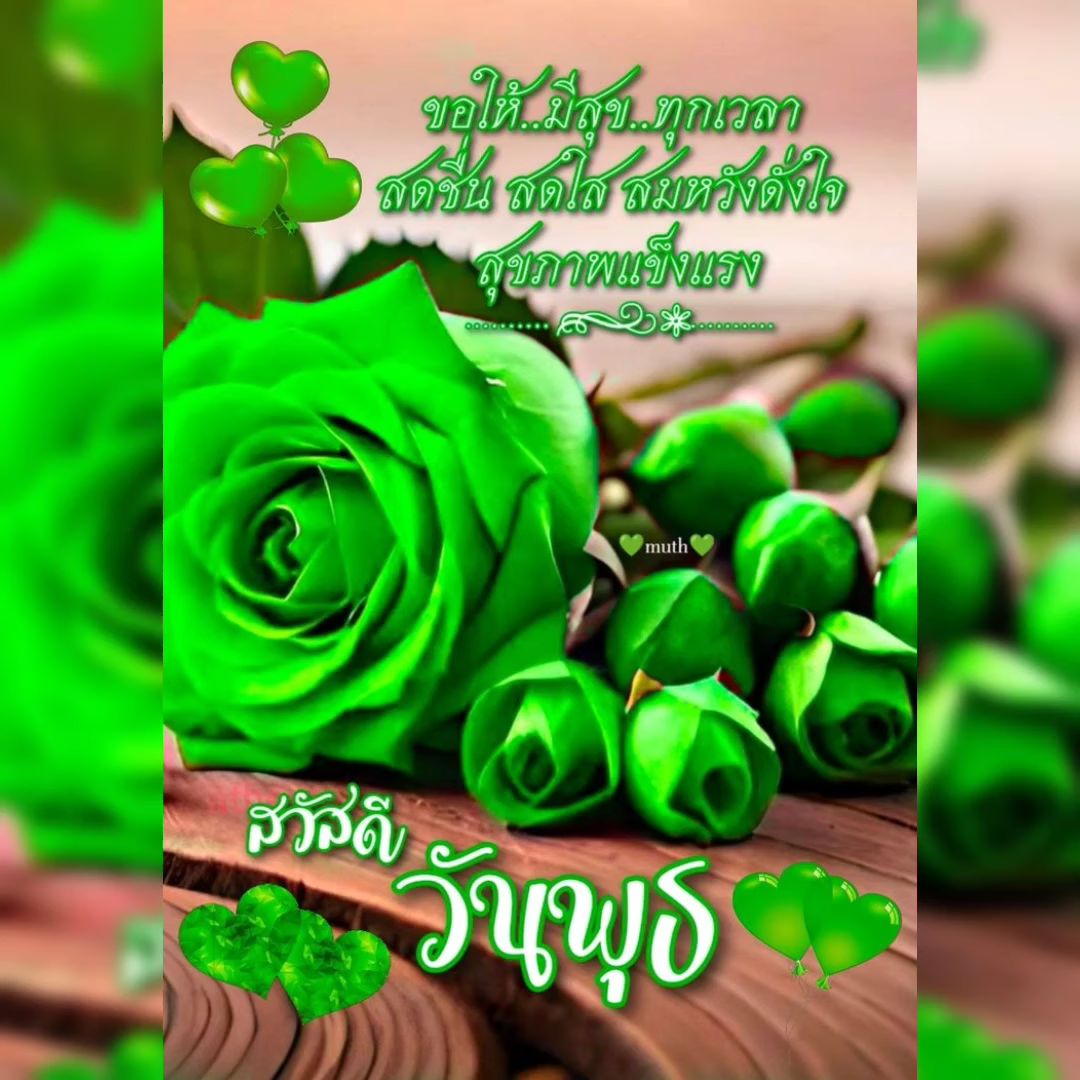 ขอให้..มีสุข..ทุกเวลา
สดชื่น สดใส สมหวังดั่งใจ
สุขภาพแข็งแรง
💚muth💚
สวัสดี
วันพุธ